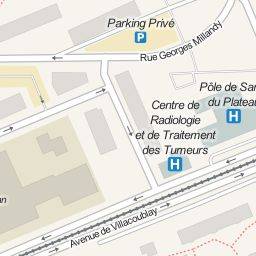 Parking Privé
P
Rue Georges Millandy
Pôle de San
du Plateau
H
Centre de
Radiologie
et de Traitement
des Tumeurs
H
Avenue de Villacoublay